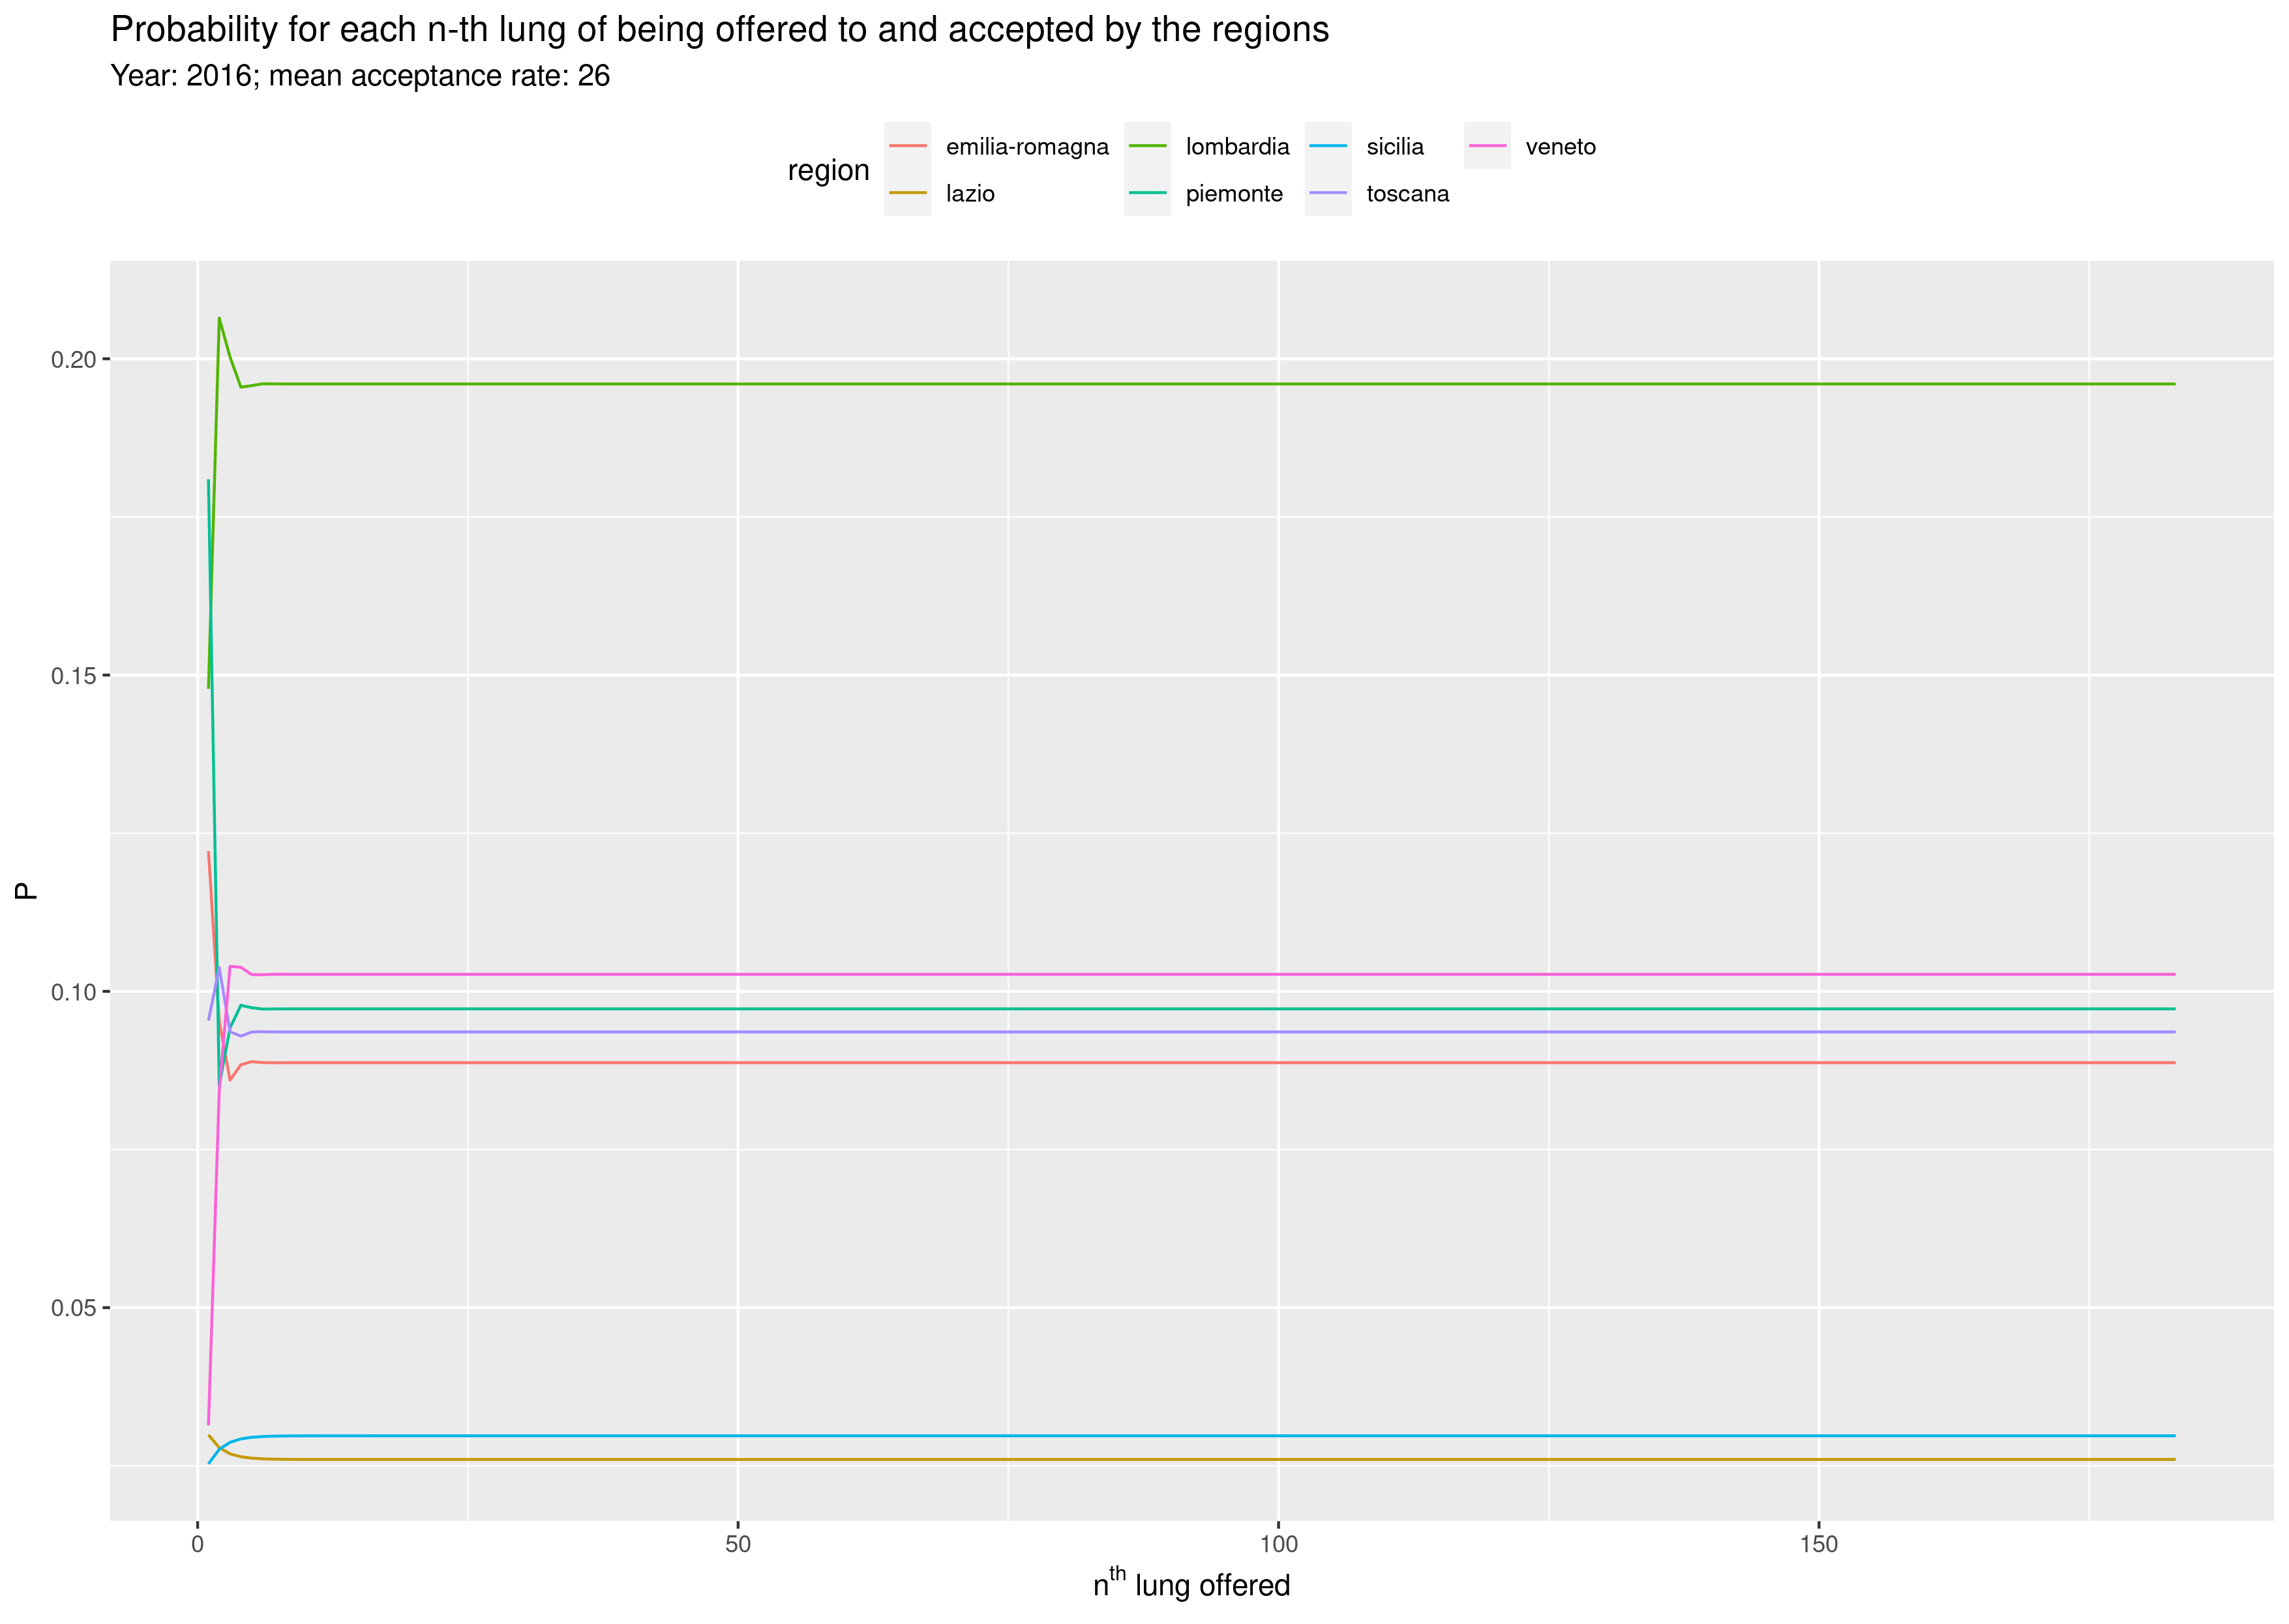 Probability for each n-th lung of being offered to and accepted by the regions
Year: 2016; mean acceptance rate: 26
region
emilia-romagna
lombardia
sicilia
veneto
lazio
piemonte
toscana
0.20
0.15
P
0.10
0.05
0
50
100
150
nth lung offered